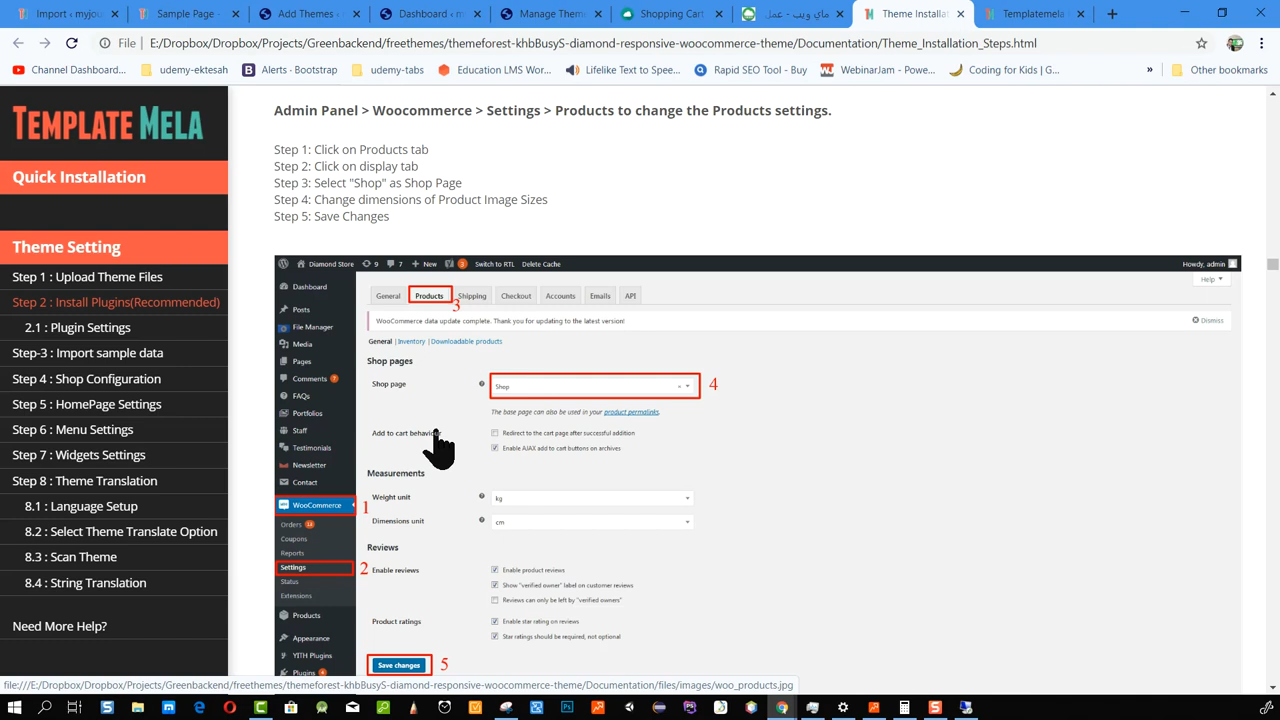 Quick Inst
Manage The
Manage Theme
Shopping Cart
ماي ويب - عمل
Theme Installat
Templatemela
File
E:/Dropbox/Dropbox/Projects/Greenbackend/freethemes/themeforest-khbBusyS-diamond-responsive-woocommerce-theme/Documentation/Theme_Installation_Steps.html
Channel Dashboard...
udemy-ektesah
Alerts · Bootstrap
udemy-tabs
Education LMS Wor...
Lifelike Text to Spee...
Rapid SEO Tool - Buy
WebinarJam - Powe...
Coding for Kids | G...
»
Other bookmarks
TEMPLATE MELA
Quick Installation
Theme Setting
Step 1 : Upload Theme Files
Step 2 : Install Plugins(Recommended)
2.1 : Plugin Settings
Sep-3 : Import sample data
Step 4 : Shop Configuration
Step 5 : HomePage Settings
Step 6 : Menu Settings
Step 7 : Widgets Settings
Step 8 : Theme Translation
8.1 : Language Setup
8.2 : Select Theme Translate Option
8.3 : Scan Theme
8.4 : String Translation
Need More Help?
Admin Panel > Woocommerce > Settings > Products to change the Products settings.
Step 1: Click on Products tab
Step 2: Click on display tab
Step 3: Select "Shop" as Shop Page
Step 4: Change dimensions of Product Image Sizes
Step 5: Save Changes
Diamond Store
9
7
New
3
Switch to RTL
Delete Cache
Howdy, admin
Dashboard
Posts
File Manager
Media
Pages
Comments 7
FAQs
Portfolios
Staff
Testimonials
Newsletter
Contact
WooCommerce
1
Orders
Coupons
Reports
Settings
2
Status
Extensions
Products
Appearance
YITH Plugins
Plugins
Help
General
Products
3
Shipping
Checkout
Accounts
Emails
API
WooCommerce data update complete. Thank you for updating to the latest version!
Dismiss
General | Inventory | Downloadable products
Shop pages
Shop page
Shop
4
The base page can also be used in your product permalinks.
Add to cart behaviour
Redirect to the cart page after successful addition
Enable AJAX add to cart buttons on archives
Measurements
Weight unit
kg
Dimensions unit
cm
Reviews
Enable reviews
Enable product reviews
Show "verified owner" label on customer reviews
Reviews can only be left by "verified owners"
Product ratings
Enable star rating on reviews
Star ratings should be required, not optional
Save changes
5
file:///E:/Dropbox/Dropbox/Projects/Greenbackend/freethemes/themeforest-khbBusyS-diamond-responsive-woocommerce-theme/Documentation/files/images/woo_products.jpg